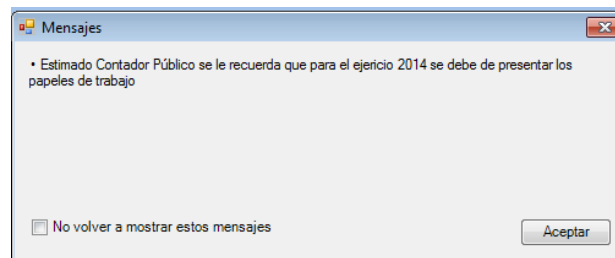 Mensajes
• Estimado Contador Público se le recuerda que para el ejericio 2014 se debe de presentar los
papeles de trabajo
No volver a mostrar estos mensajes
Aceptar